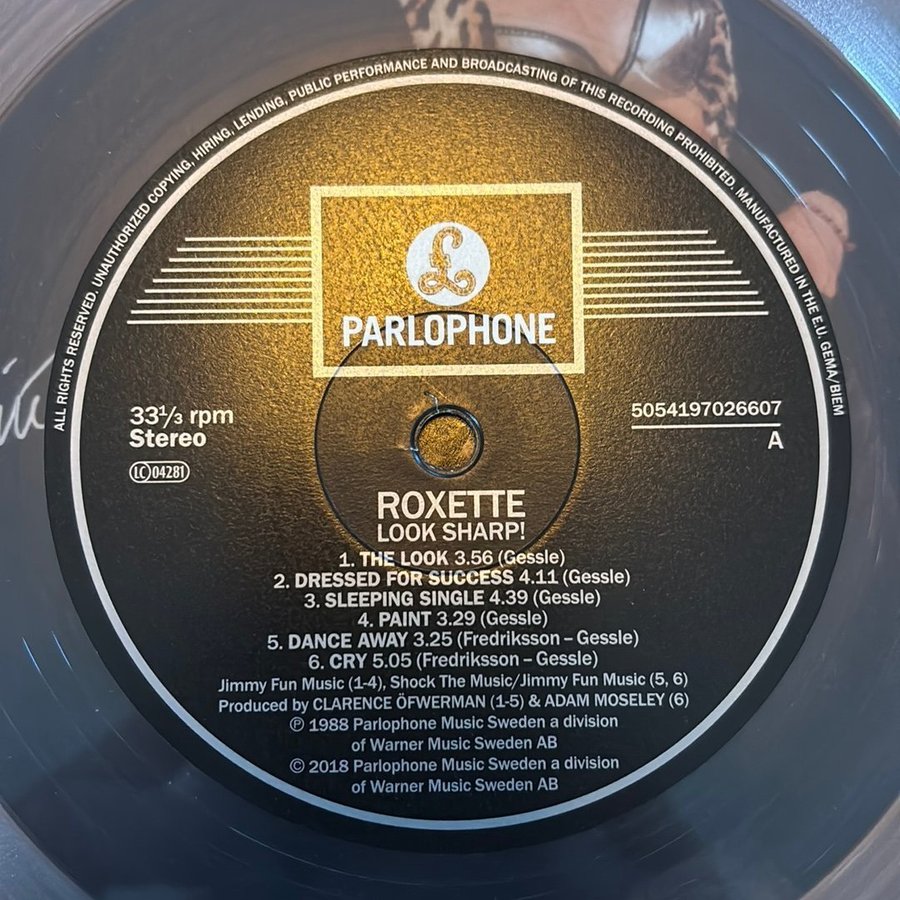 ALL RIGHTS RESERVED. UNAUTHORIZED COPYING, HIRING, LENDING, PUBLIC PERFORMANCE AND BROADCASTING OF THIS RECORDING PROHIBITED. MANUFACTURED IN THE E.U. GEMA/BIEM
£
PARLOPHONE
33⅓ rpm
Stereo
LC 04281
5054197026607
A
ROXETTE
LOOK SHARP!
1. THE LOOK 3.56 (Gessle)
2. DRESSED FOR SUCCESS 4.11 (Gessle)
3. SLEEPING SINGLE 4.39 (Gessle)
4. PAINT 3.29 (Gessle)
5. DANCE AWAY 3.25 (Fredriksson – Gessle)
6. CRY 5.05 (Fredriksson – Gessle)
Jimmy Fun Music (1-4), Shock The Music/Jimmy Fun Music (5, 6)
Produced by CLARENCE ÖFWERMAN (1-5) & ADAM MOSELEY (6)
℗ 1988 Parlophone Music Sweden a division
of Warner Music Sweden AB
© 2018 Parlophone Music Sweden a division
of Warner Music Sweden AB